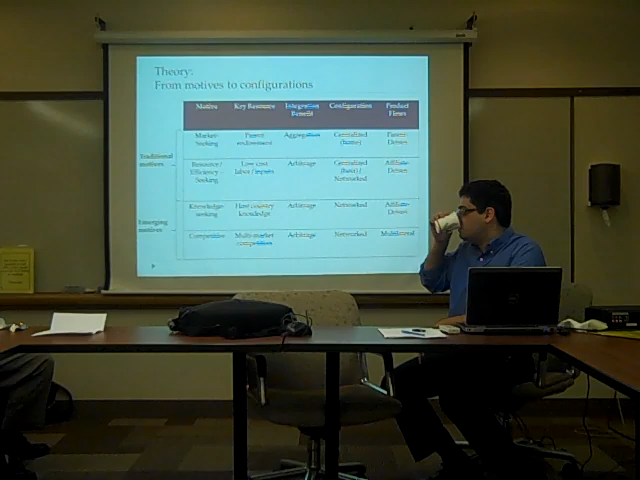 Theory:
From motives to configurations
Motive Key Resource Integration Benefit Configuration Product Flows
Traditional motives
Market-Seeking Parent endowment Aggregation Centralized (home) Parent-Driven
Resource / Efficiency-Seeking Low cost labor / inputs Arbitrage Centralized (host) / Networked Affiliate-Driven
Emerging motives
Knowledge-seeking Host country knowledge Arbitrage Networked Affiliate-Driven
Competitive Multi-market competition Arbitrage Networked Multilateral